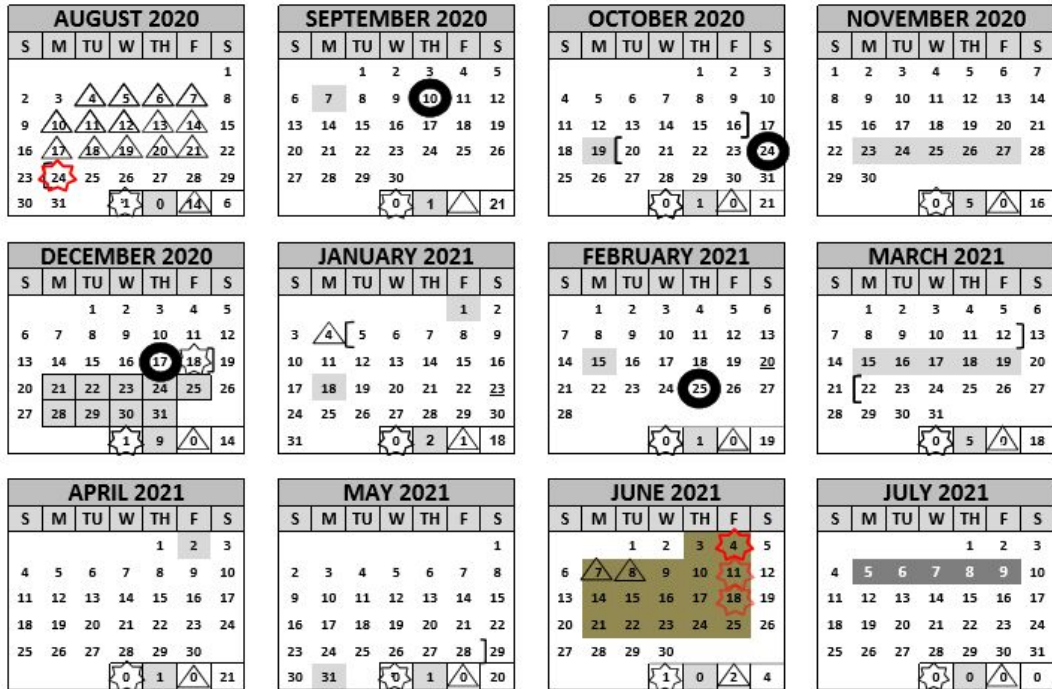 AUGUST 2020
S M TU W TH F S
1
2 3 4 5 6 7 8
9 10 11 12 13 14 15
16 17 18 19 20 21 22
23 24 25 26 27 28 29
30 31 0 14 6
SEPTEMBER 2020
S M TU W TH F S
1 2 3 4 5
6 7 8 9 10 11 12
13 14 15 16 17 18 19
20 21 22 23 24 25 26
27 28 29 30
0 1 21
OCTOBER 2020
S M TU W TH F S
1 2 3
4 5 6 7 8 9 10
11 12 13 14 15 16 ] 17
18 19 [ 20 21 22 23 24
25 26 27 28 29 30 31
0 1 0 21
NOVEMBER 2020
S M TU W TH F S
1 2 3 4 5 6 7
8 9 10 11 12 13 14
15 16 17 18 19 20 21
22 23 24 25 26 27 28
29 30
0 5 0 16
DECEMBER 2020
S M TU W TH F S
1 2 3 4 5
6 7 8 9 10 11 12
13 14 15 16 17 18 ] 19
20 21 22 23 24 25 26
27 28 29 30 31
1 9 0 14
JANUARY 2021
S M TU W TH F S
1 2
3 4 [ 5 6 7 8 9
10 11 12 13 14 15 16
17 18 19 20 21 22 23
24 25 26 27 28 29 30
31 0 2 1 18
FEBRUARY 2021
S M TU W TH F S
1 2 3 4 5 6
7 8 9 10 11 12 13
14 15 16 17 18 19 20
21 22 23 24 25 26 27
28
0 1 0 19
MARCH 2021
S M TU W TH F S
1 2 3 4 5 6
7 8 9 10 11 12 ] 13
14 15 16 17 18 19 20
21 [ 22 23 24 25 26 27
28 29 30 31
0 5 0 18
APRIL 2021
S M TU W TH F S
1 2 3
4 5 6 7 8 9 10
11 12 13 14 15 16 17
18 19 20 21 22 23 24
25 26 27 28 29 30
0 1 0 21
MAY 2021
S M TU W TH F S
1
2 3 4 5 6 7 8
9 10 11 12 13 14 15
16 17 18 19 20 21 22
23 24 25 26 27 28 ] 29
30 31 0 1 0 20
JUNE 2021
S M TU W TH F S
1 2 3 4 5
6 7 8 9 10 11 12
13 14 15 16 17 18 19
20 21 22 23 24 25 26
27 28 29 30
1 0 2 4
JULY 2021
S M TU W TH F S
1 2 3
4 5 6 7 8 9 10
11 12 13 14 15 16 17
18 19 20 21 22 23 24
25 26 27 28 29 30 31
0 0 0 0